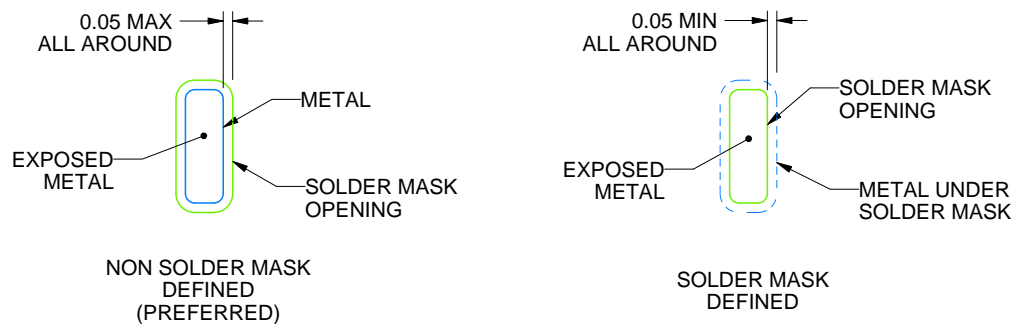 0.05 MAX
ALL AROUND
METAL
EXPOSED
METAL
SOLDER MASK
OPENING
NON SOLDER MASK
DEFINED
(PREFERRED)
0.05 MIN
ALL AROUND
SOLDER MASK
OPENING
EXPOSED
METAL
METAL UNDER
SOLDER MASK
SOLDER MASK
DEFINED